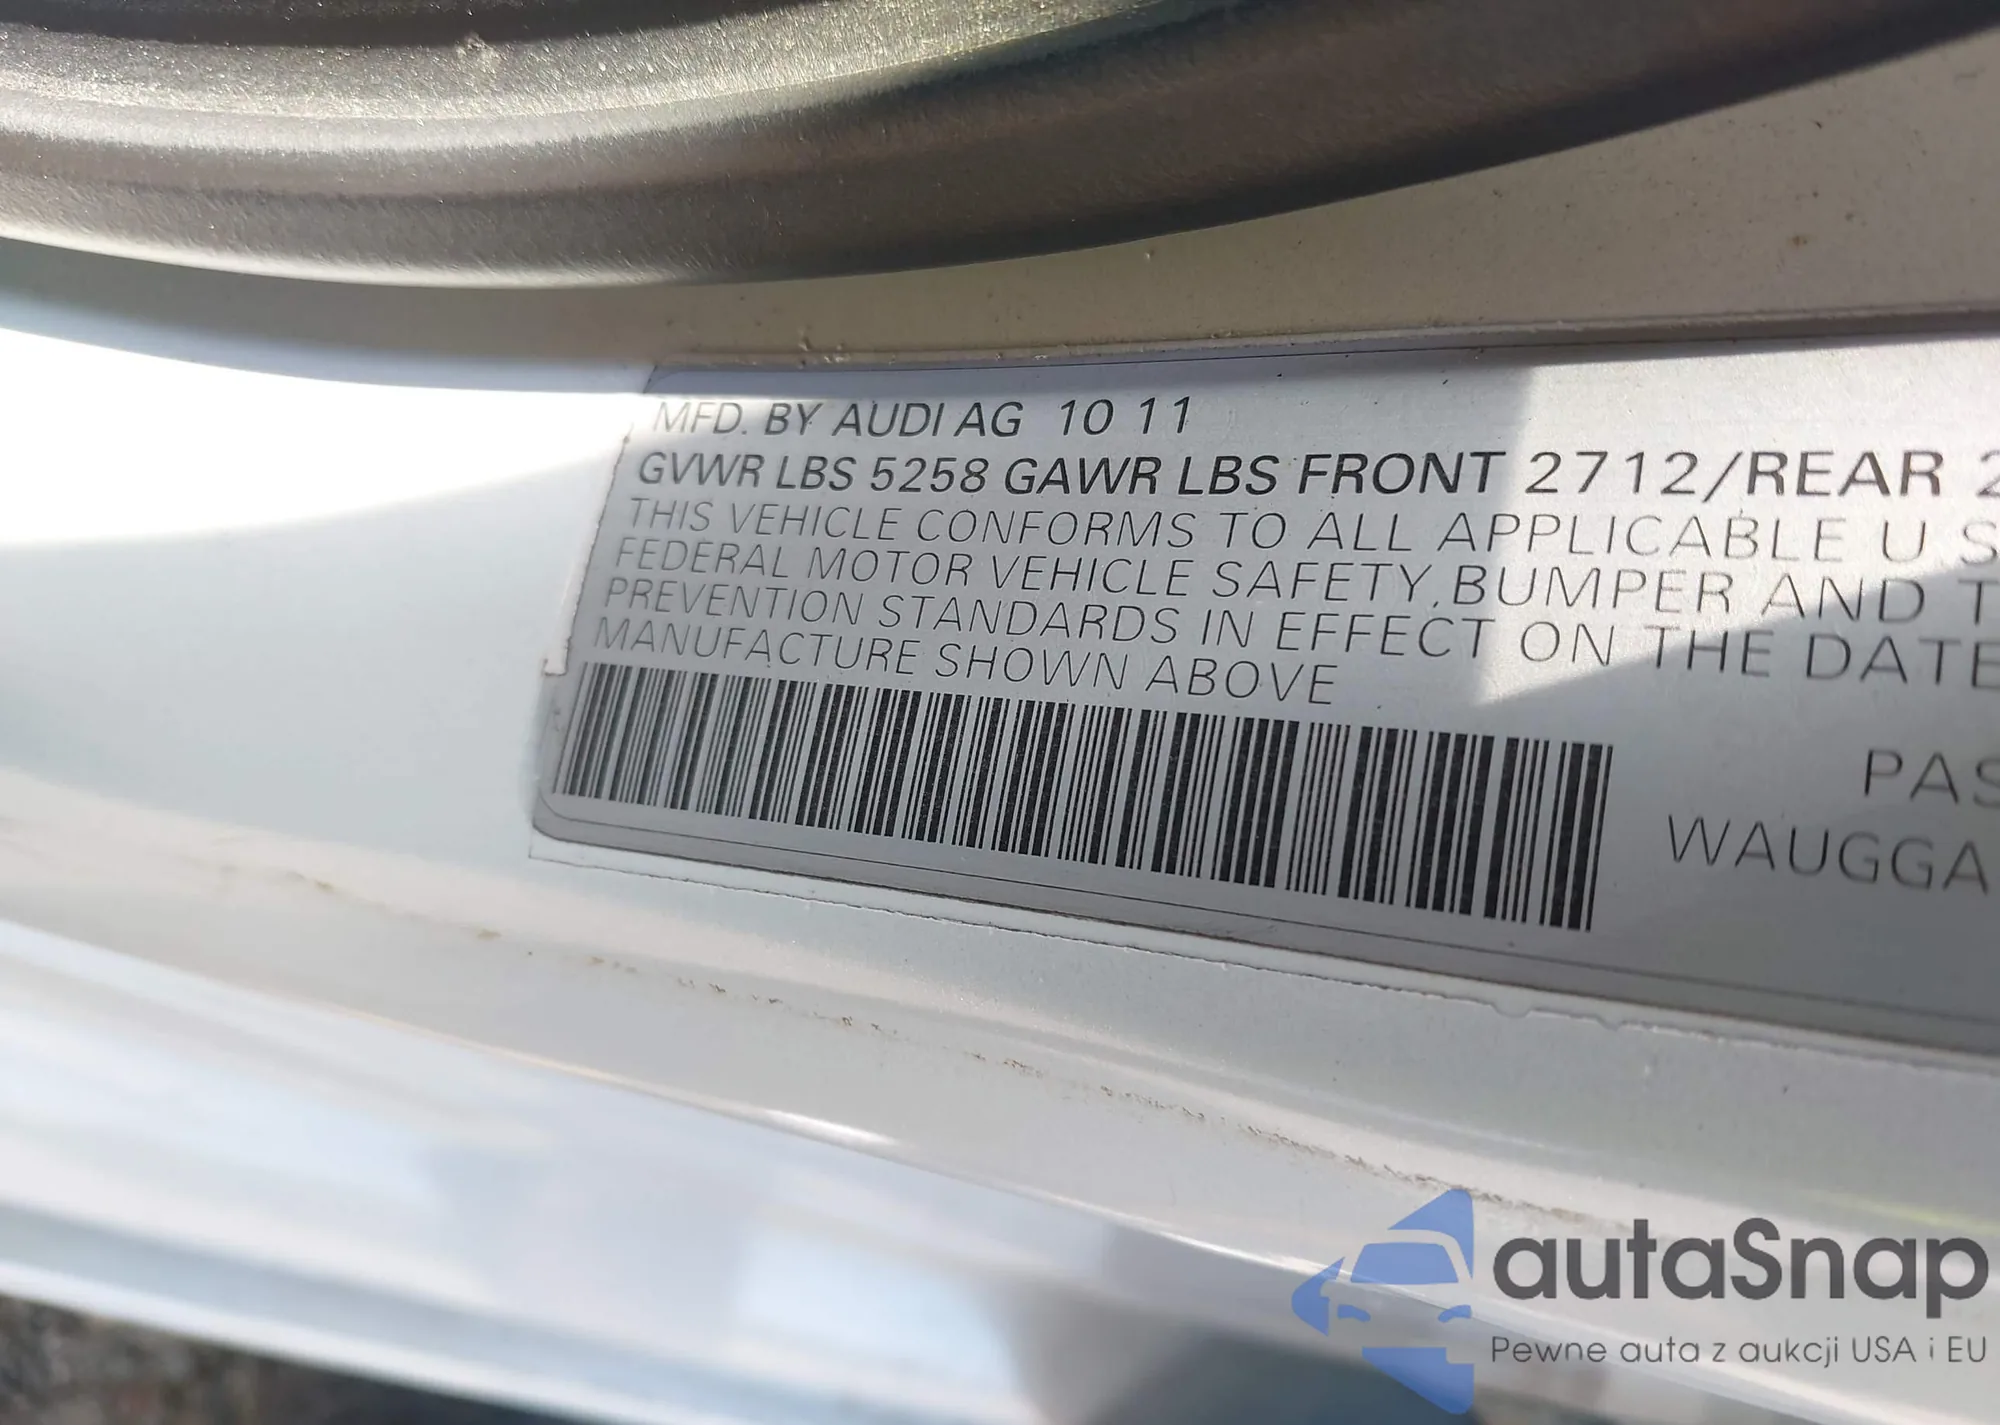 MFD. BY AUDI AG 10 11
GVWR LBS 5258 GAWR LBS FRONT 2712/REAR 2
THIS VEHICLE CONFORMS TO ALL APPLICABLE U S
FEDERAL MOTOR VEHICLE SAFETY, BUMPER AND T
PREVENTION STANDARDS IN EFFECT ON THE DATE
MANUFACTURE SHOWN ABOVE
PAS
WAUGGA
autaSnap
Pewne auta z aukcji USA i EU